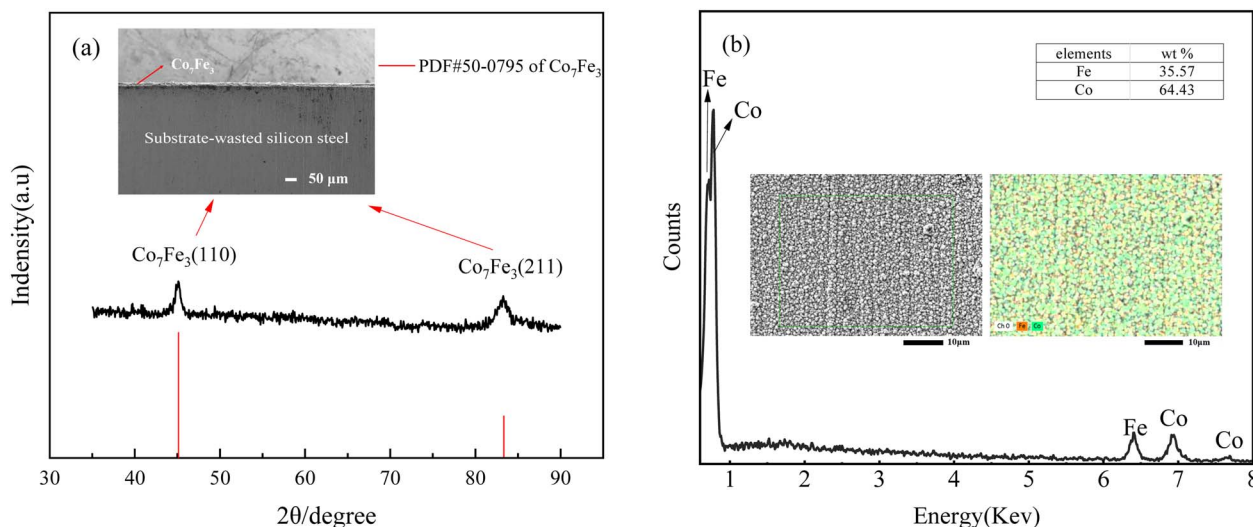 (a)
Co₇Fe₃
Substrate-wasted silicon steel
50 μm
PDF#50-0795 of Co₇Fe₃
Co₇Fe₃(110)
Co₇Fe₃(211)
Indensity(a.u)
30 40 50 60 70 80 90
2θ/degree
(b)
Fe
Co
elements wt %
Fe 35.57
Co 64.43
Ch 0 Fe Co
10μm
10μm
Fe
Co
Co
Counts
1 2 3 4 5 6 7 8
Energy(Kev)